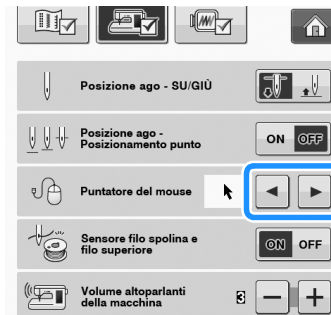 Posizione ago - SU/GIÙ
Posizione ago -
Posizionamento punto
ON OFF
Puntatore del mouse
Sensore filo spolina e
filo superiore
ON OFF
Volume altoparlanti
della macchina
3